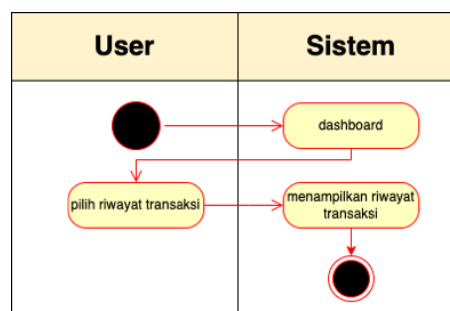 User
Sistem
dashboard
pilih riwayat transaksi
menampilkan riwayat
transaksi